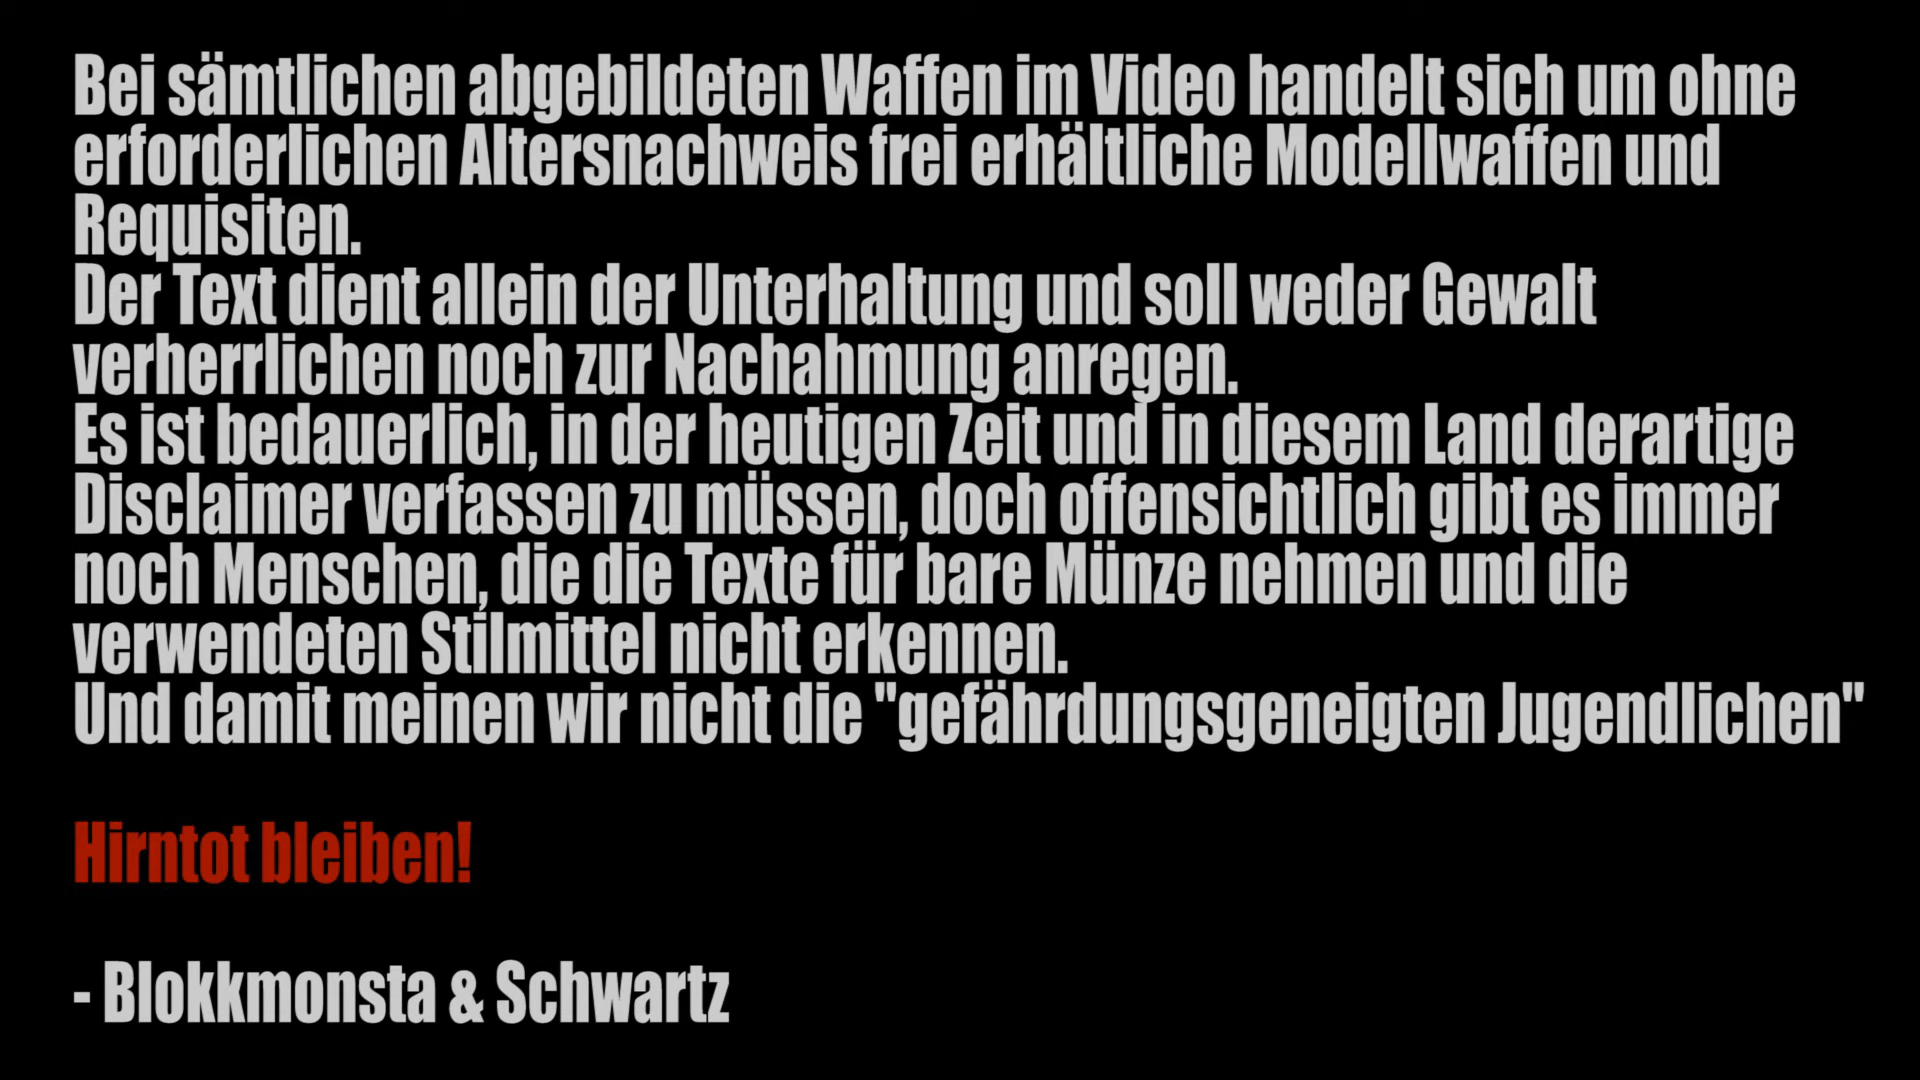 Bei sämtlichen abgebildeten Waffen im Video handelt sich um ohne
erforderlichen Altersnachweis frei erhältliche Modellwaffen und
Requisiten.
Der Text dient allein der Unterhaltung und soll weder Gewalt
verherrlichen noch zur Nachahmung anregen.
Es ist bedauerlich, in der heutigen Zeit und in diesem Land derartige
Disclaimer verfassen zu müssen, doch offensichtlich gibt es immer
noch Menschen, die die Texte für bare Münze nehmen und die
verwendeten Stilmittel nicht erkennen.
Und damit meinen wir nicht die "gefährdungsgeneigten Jugendlichen"
Hirntot bleiben!
- Blokkmonsta & Schwartz